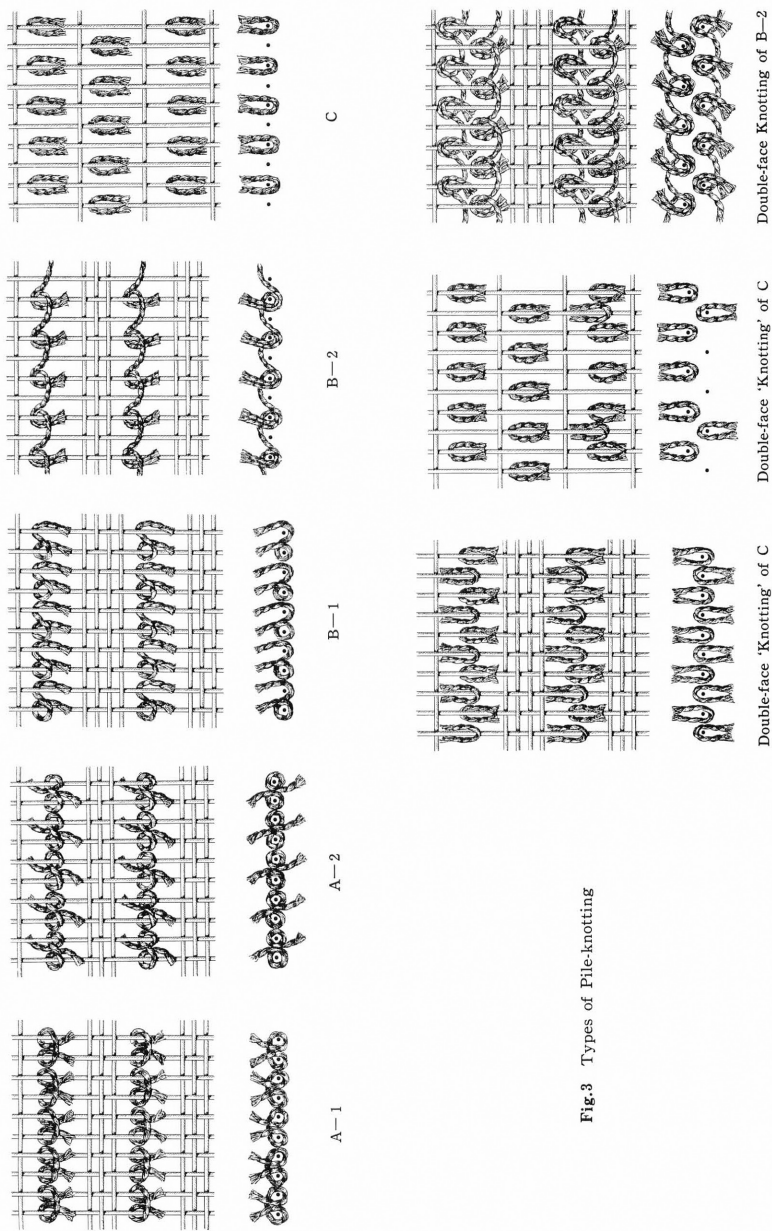 A—1
A—2
B—1
B—2
C
Fig.3 Types of Pile-knotting
Double-face 'Knotting' of C
Double-face 'Knotting' of C
Double-face Knotting of B—2